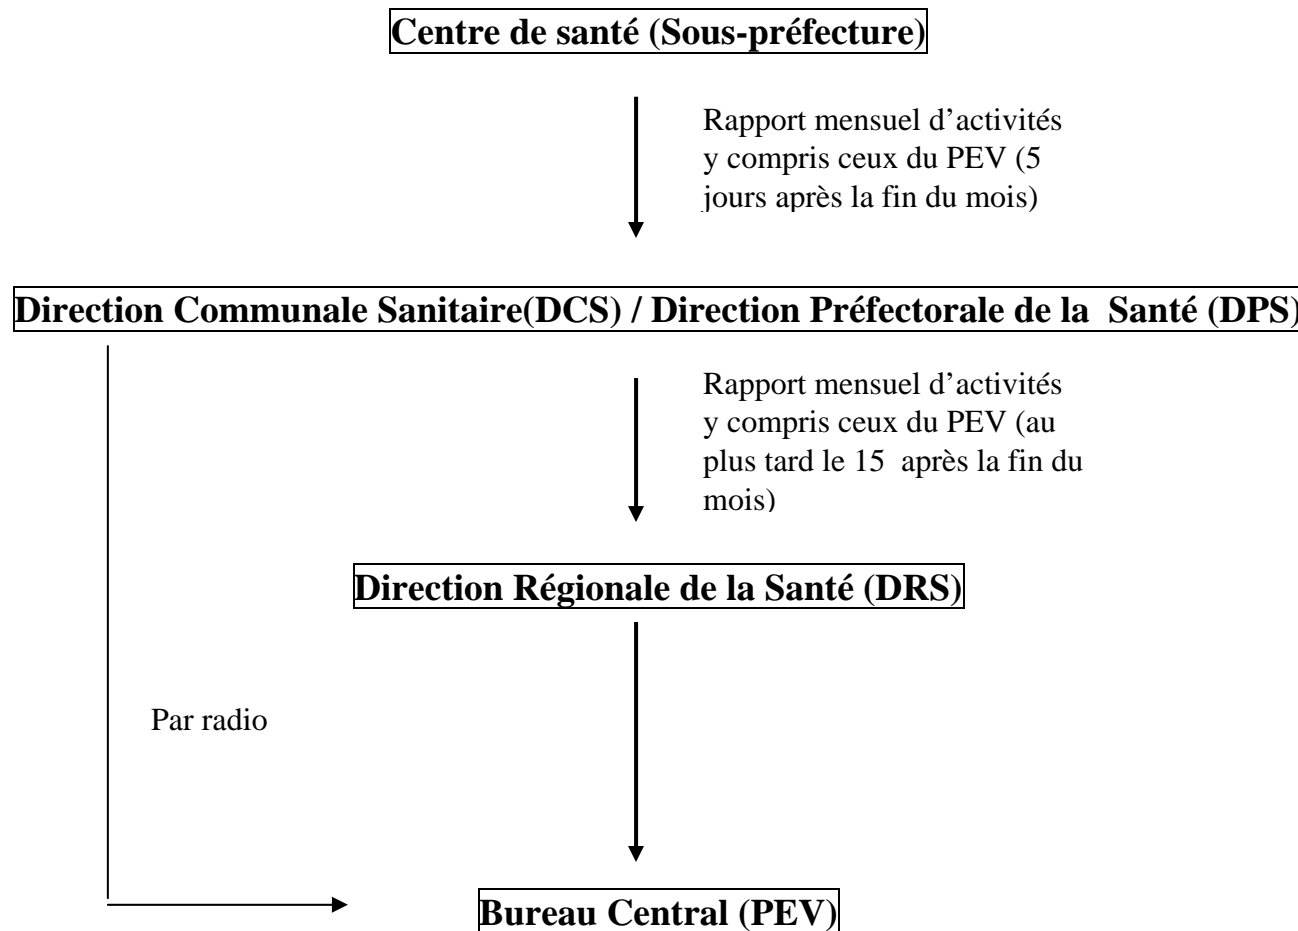 Centre de santé (Sous-préfecture)
Rapport mensuel d’activités
y compris ceux du PEV (5
jours après la fin du mois)
Direction Communale Sanitaire(DCS) / Direction Préfectorale de la Santé (DPS)
Rapport mensuel d’activités
y compris ceux du PEV (au
plus tard le 15 après la fin du
mois)
Direction Régionale de la Santé (DRS)
Par radio
Bureau Central (PEV)